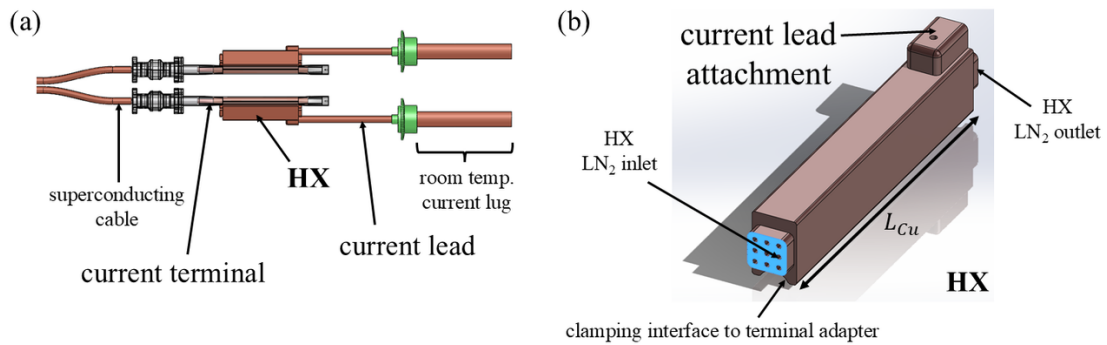 (a)
superconducting
cable
current terminal
HX
current lead
room temp.
current lug
(b)
current lead
attachment
HX
LN₂ outlet
HX
LN₂ inlet
L_Cu
HX
clamping interface to terminal adapter